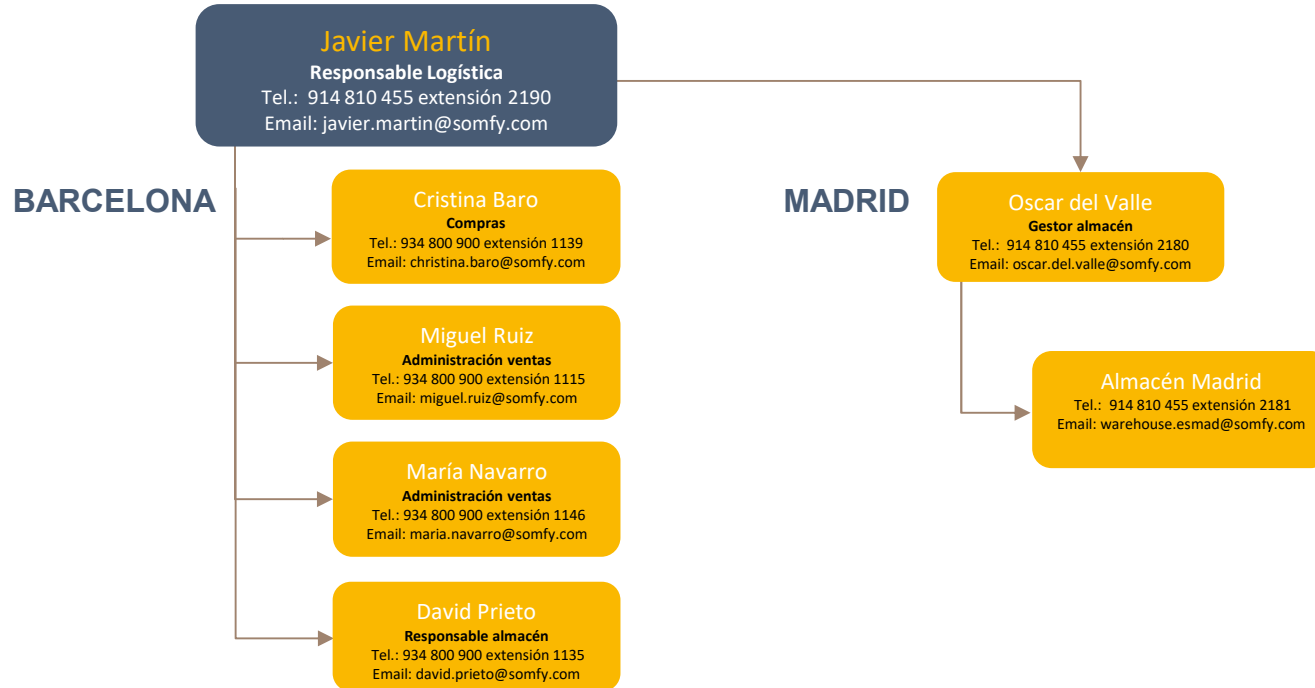 Javier Martín
Responsable Logística
Tel.: 914 810 455 extensión 2190
Email: javier.martin@somfy.com
BARCELONA
Cristina Baro
Compras
Tel.: 934 800 900 extensión 1139
Email: christina.baro@somfy.com
Miguel Ruiz
Administración ventas
Tel.: 934 800 900 extensión 1115
Email: miguel.ruiz@somfy.com
María Navarro
Administración ventas
Tel.: 934 800 900 extensión 1146
Email: maria.navarro@somfy.com
David Prieto
Responsable almacén
Tel.: 934 800 900 extensión 1135
Email: david.prieto@somfy.com
MADRID
Oscar del Valle
Gestor almacén
Tel.: 914 810 455 extensión 2180
Email: oscar.del.valle@somfy.com
Almacén Madrid
Tel.: 914 810 455 extensión 2181
Email: warehouse.esmad@somfy.com